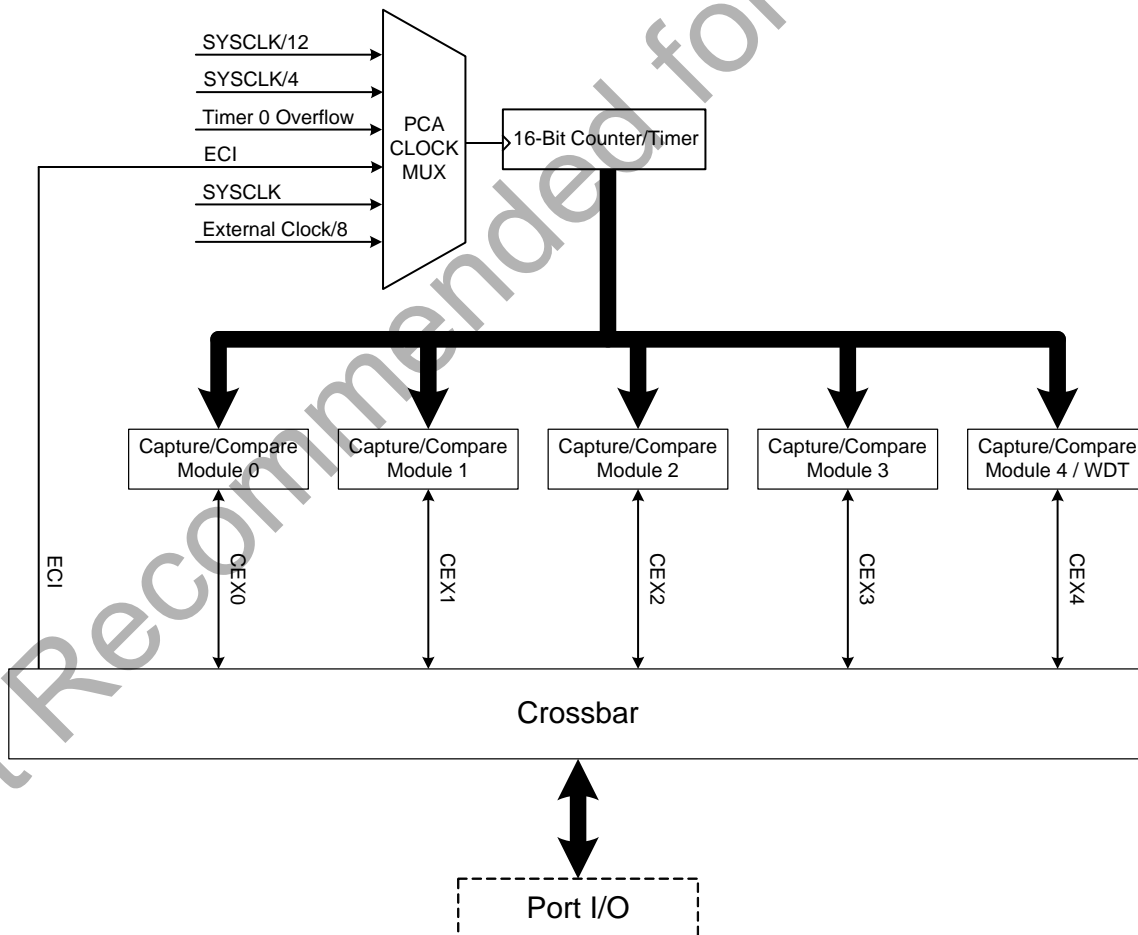 SYSCLK/12
SYSCLK/4
Timer 0 Overflow
ECI
SYSCLK
External Clock/8
PCA
CLOCK
MUX
16-Bit Counter/Timer
Capture/Compare
Module 0
Capture/Compare
Module 1
Capture/Compare
Module 2
Capture/Compare
Module 3
Capture/Compare
Module 4 / WDT
ECI
CEX0
CEX1
CEX2
CEX3
CEX4
Crossbar
Port I/O
Recommended for